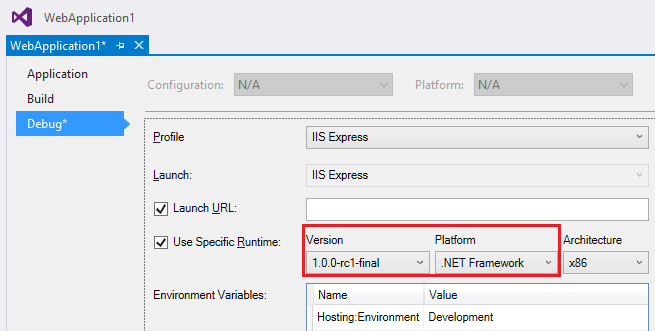 WebApplication1
WebApplication1*
Application
Build
Debug*
Configuration: N/A Platform: N/A
Profile IIS Express
Launch: IIS Express
Launch URL:
Use Specific Runtime:
Version Platform Architecture
1.0.0-rc1-final .NET Framework x86
Environment Variables:
Name Value
Hosting:Environment Development